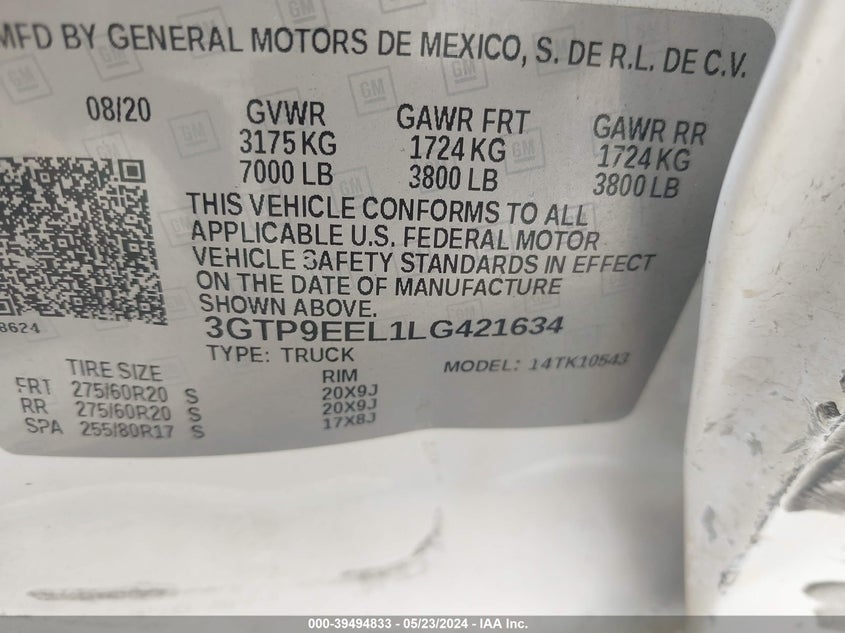 MFD BY GENERAL MOTORS DE MEXICO, S. DE R.L. DE C.V.
08/20 GVWR GAWR FRT GAWR RR
3175 KG 1724 KG 1724 KG
7000 LB 3800 LB 3800 LB
THIS VEHICLE CONFORMS TO ALL
APPLICABLE U.S. FEDERAL MOTOR
VEHICLE SAFETY STANDARDS IN EFFECT
ON THE DATE OF MANUFACTURE
SHOWN ABOVE.
8624
3GTP9EEL1LG421634
TYPE: TRUCK MODEL: 14TK10543
TIRE SIZE RIM
FRT 275/60R20 S 20X9J
RR 275/60R20 S 20X9J
SPA 255/80R17 S 17X8J
000-39494833 - 05/23/2024 - IAA Inc.